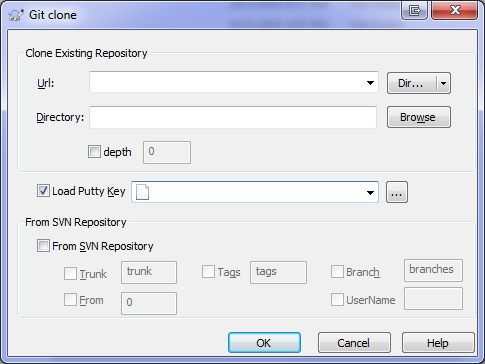 Git clone
Clone Existing Repository
Url: Dir...
Directory: Browse
depth 0
Load Putty Key ...
From SVN Repository
From SVN Repository
Trunk trunk Tags tags Branch branches
From 0 UserName
OK Cancel Help